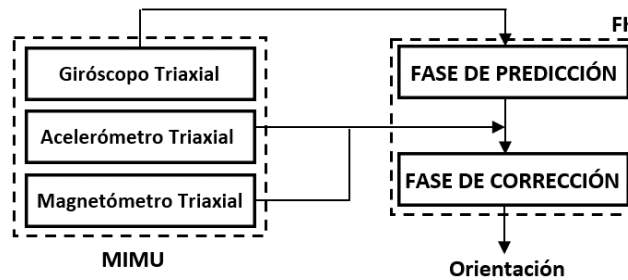 Giróscopo Triaxial
Acelerómetro Triaxial
Magnetómetro Triaxial
MIMU
FASE DE PREDICCIÓN
FASE DE CORRECCIÓN
Orientación